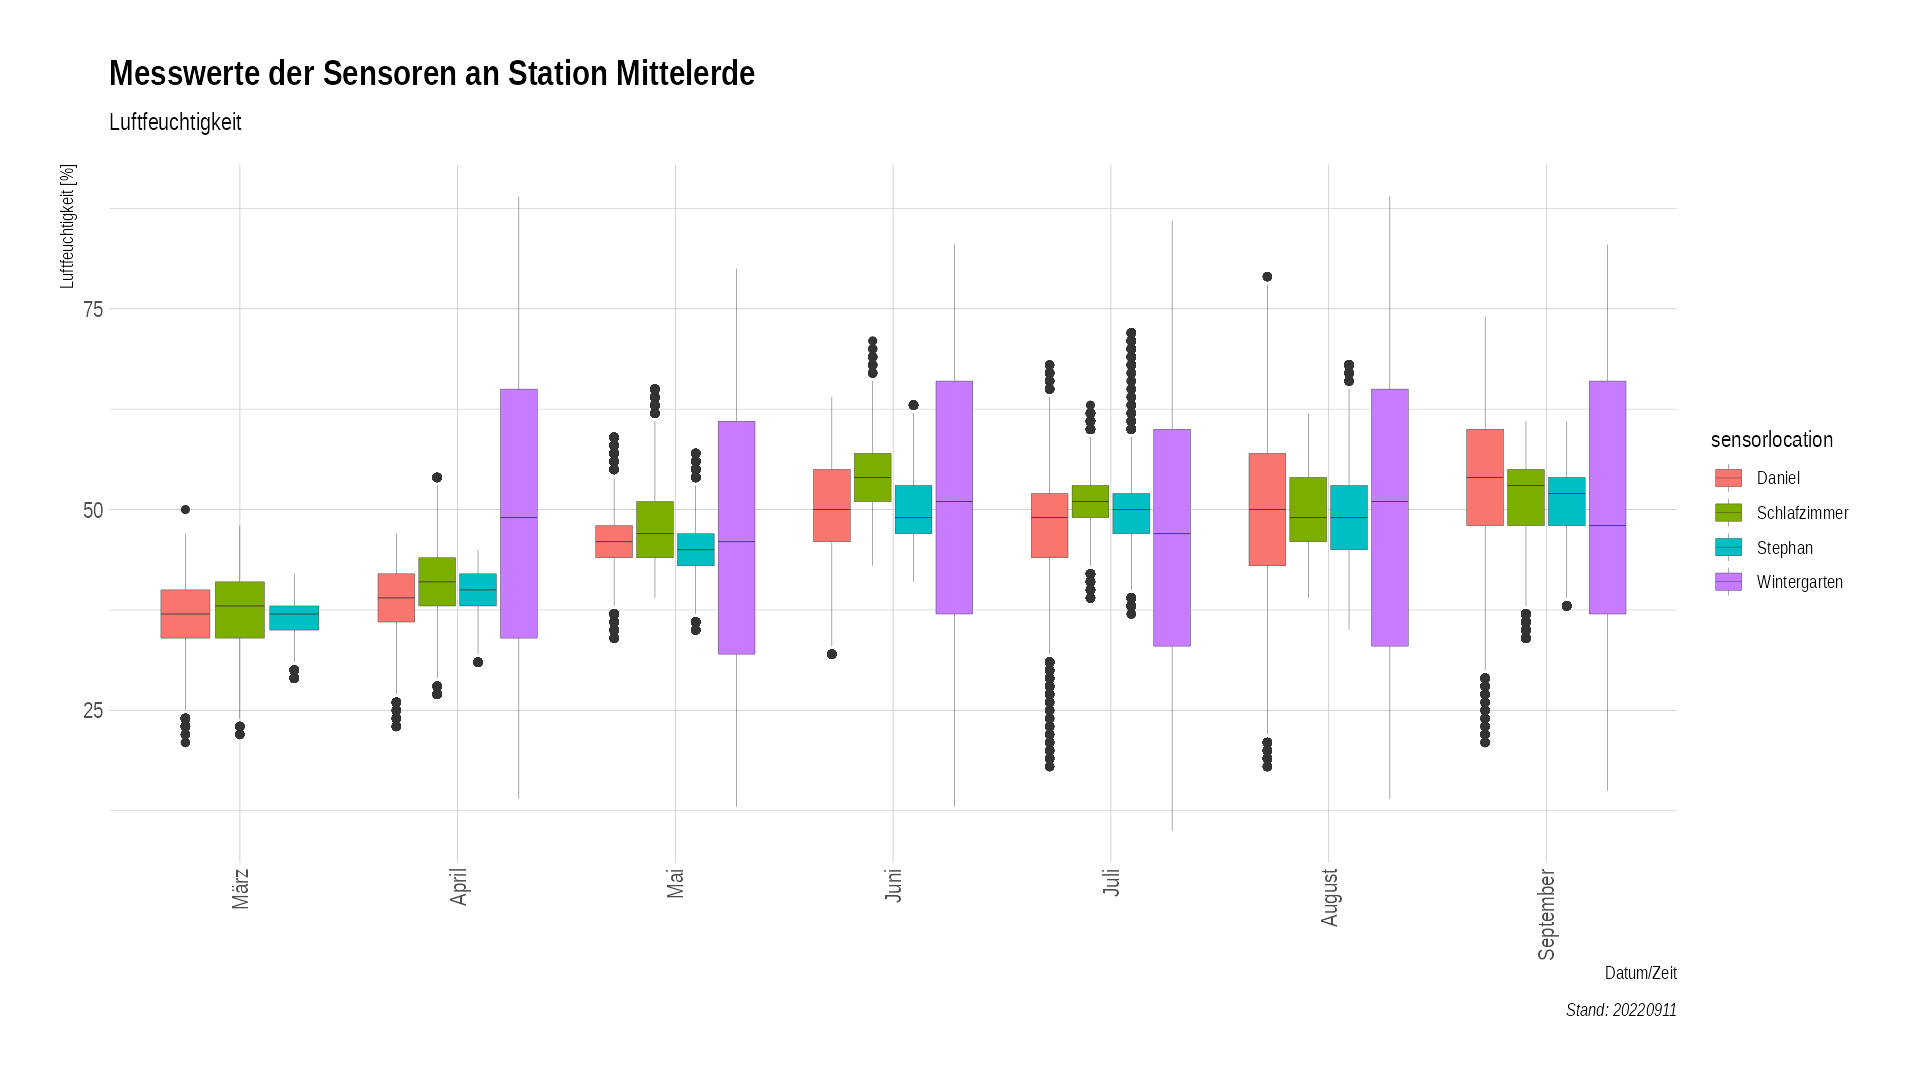 Messwerte der Sensoren an Station Mittelerde
Luftfeuchtigkeit
Luftfeuchtigkeit [%]
75
50
25
März
April
Mai
Juni
Juli
August
September
Datum/Zeit
sensorlocation
Daniel
Schlafzimmer
Stephan
Wintergarten
Stand: 20220911